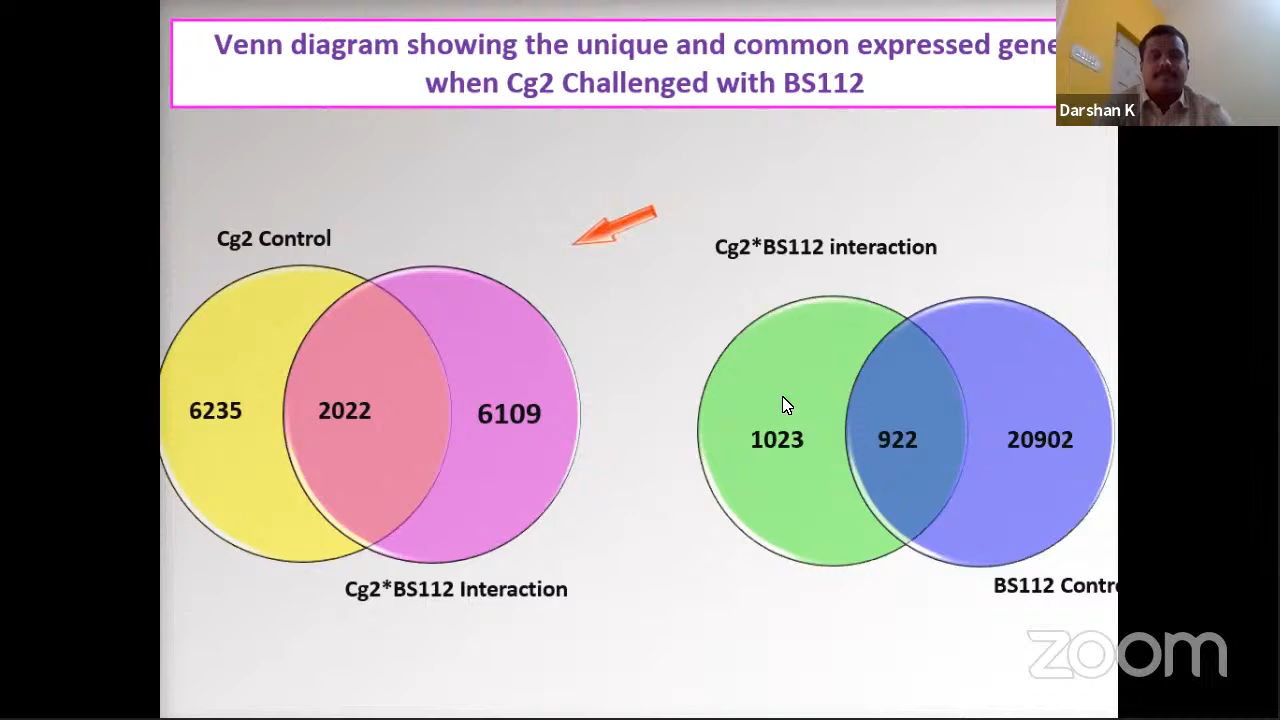 Venn diagram showing the unique and common expressed gene
when Cg2 Challenged with BS112
Darshan K
Cg2 Control
Cg2*BS112 interaction
6235
2022
6109
1023
922
20902
Cg2*BS112 Interaction
BS112 Contro
zoom